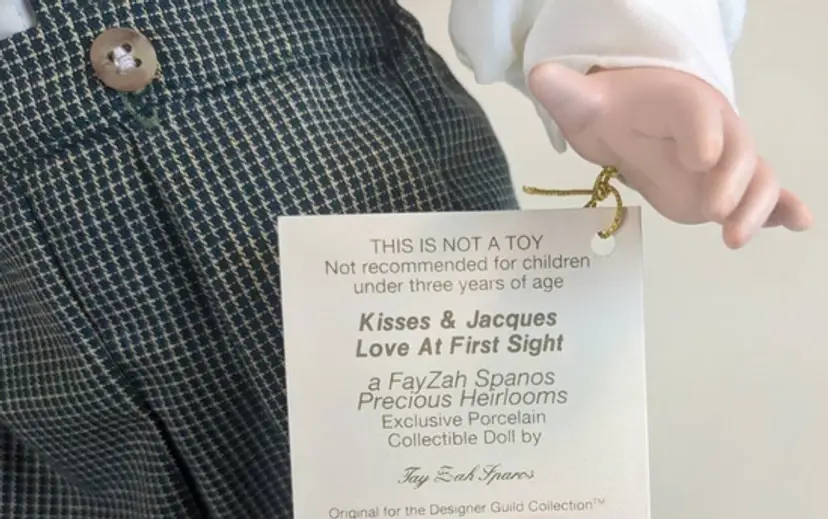 THIS IS NOT A TOY
Not recommended for children
under three years of age
Kisses & Jacques
Love At First Sight
a FayZah Spanos
Precious Heirlooms
Exclusive Porcelain
Collectible Doll by
Fay Zah Spanos
Original for the Designer Guild Collection™